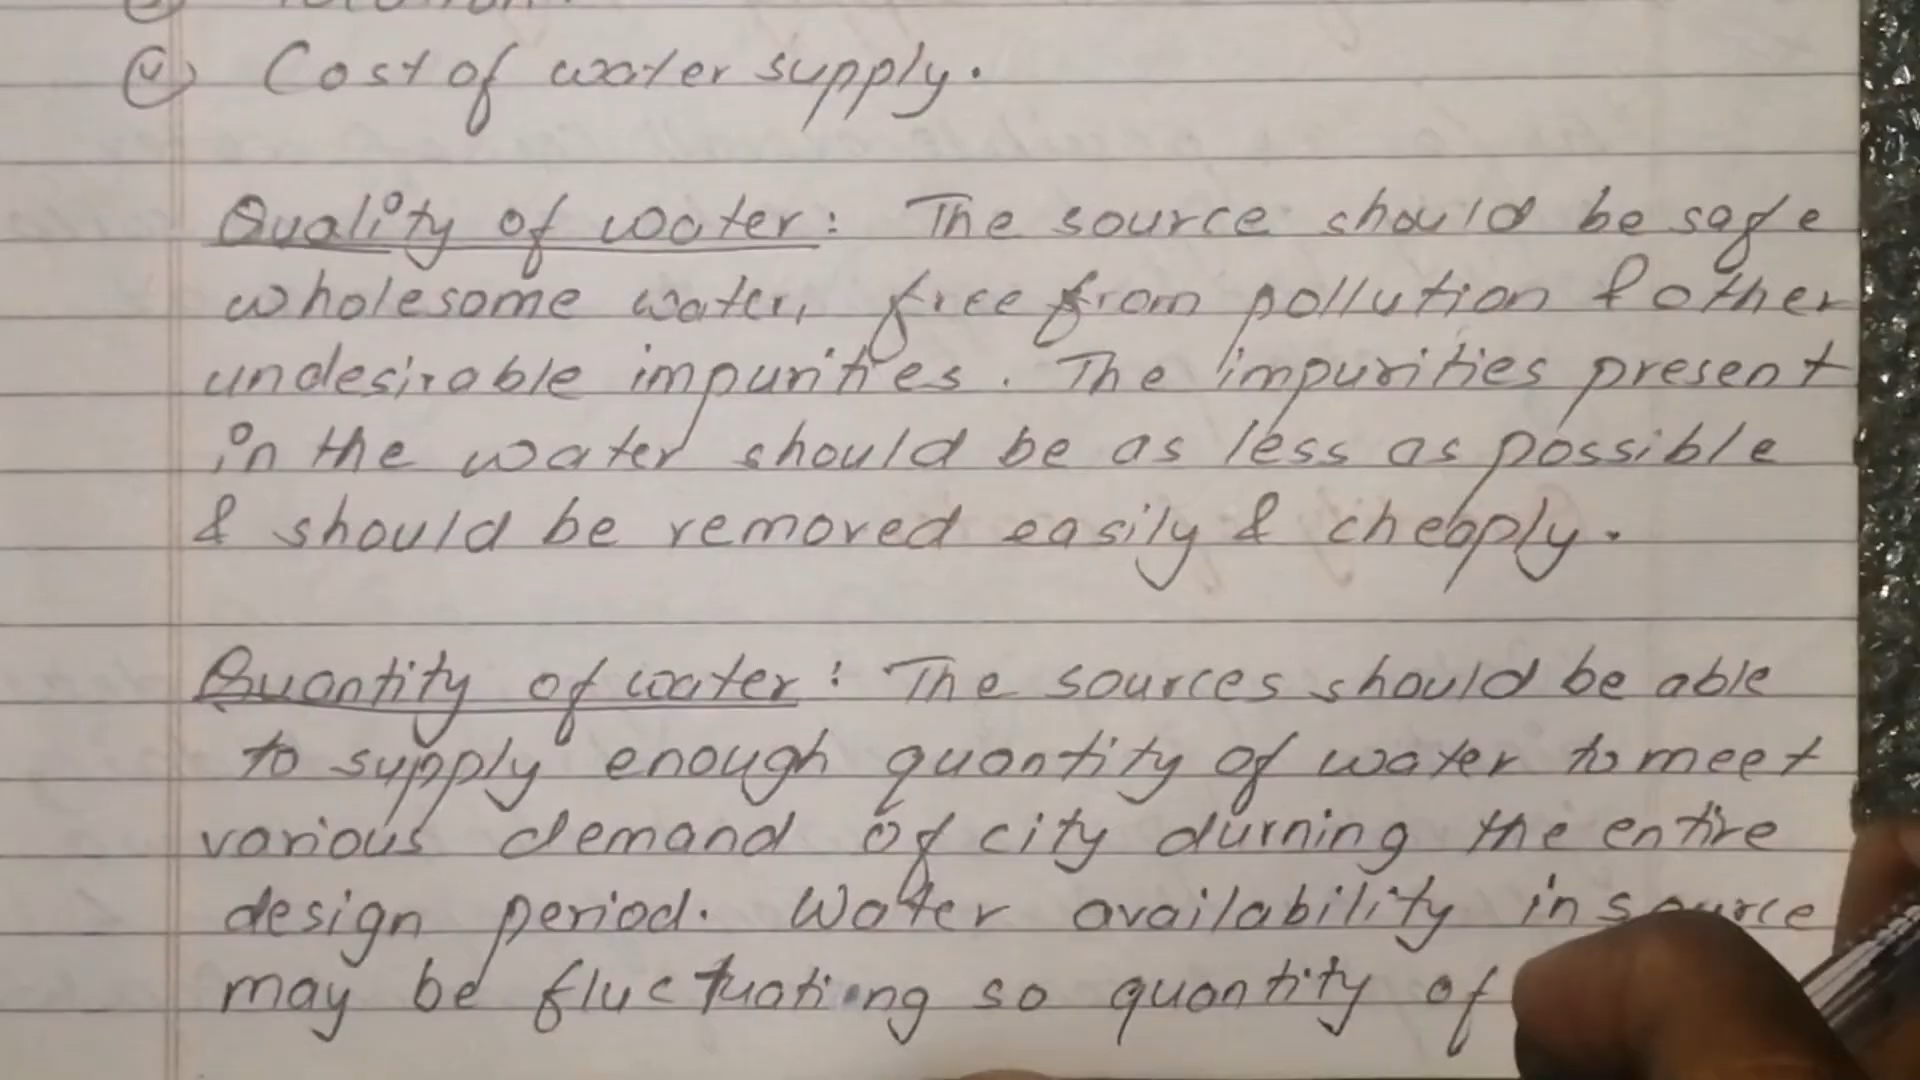 (v) Cost of water supply.
Quality of water: The source should be safe
wholesome water, free from pollution & other
undesirable impurities. The impurities present
in the water should be as less as possible
& should be removed easily & cheaply.
Quantity of water: The sources should be able
to supply enough quantity of water to meet
various demand of city durning the entire
design period. Water availability in source
may be fluctuating so quantity of